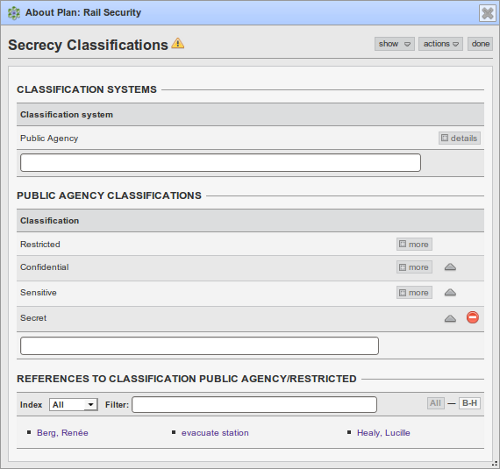 About Plan: Rail Security
Secrecy Classifications
show actions done
CLASSIFICATION SYSTEMS
Classification system
Public Agency details
PUBLIC AGENCY CLASSIFICATIONS
Classification
Restricted more
Confidential more
Sensitive more
Secret
REFERENCES TO CLASSIFICATION PUBLIC AGENCY/RESTRICTED
Index All Filter: All — B-H
Berg, Renée evacuate station Healy, Lucille